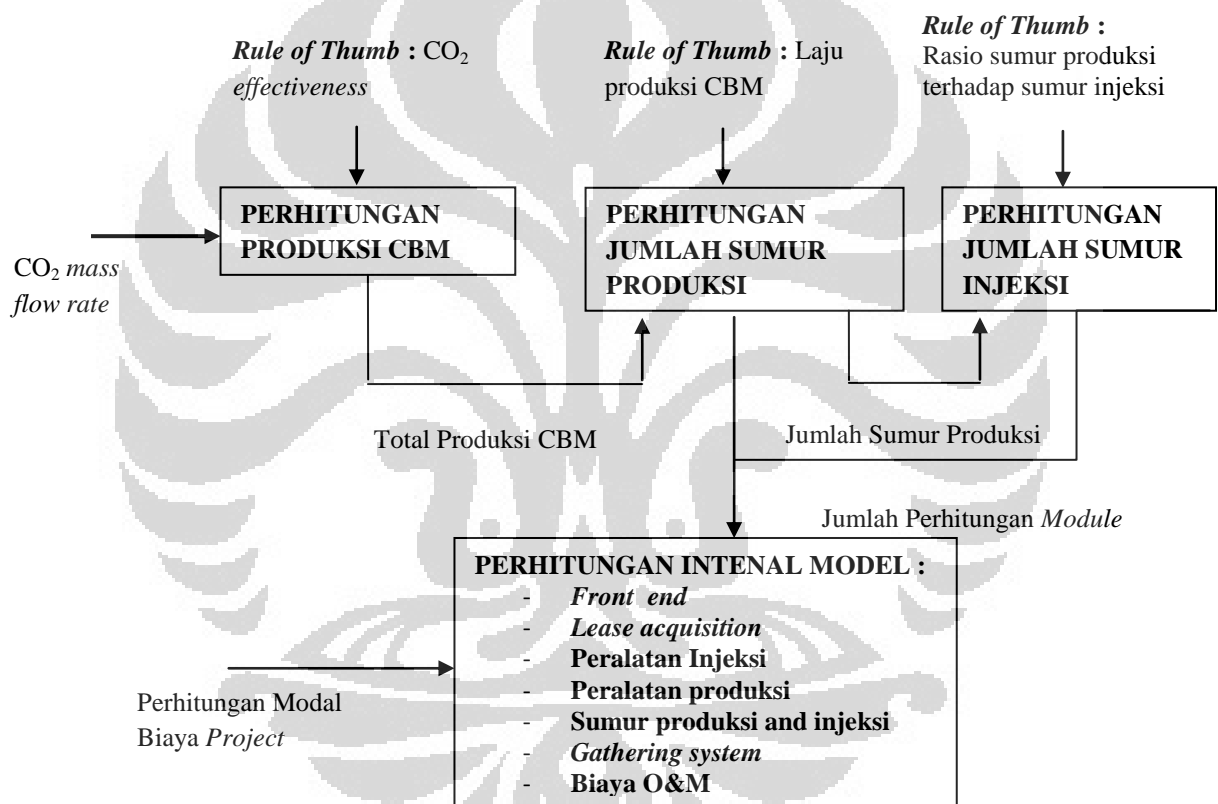 Rule of Thumb : CO₂
effectiveness
Rule of Thumb : Laju
produksi CBM
Rule of Thumb :
Rasio sumur produksi
terhadap sumur injeksi
PERHITUNGAN
PRODUKSI CBM
PERHITUNGAN
JUMLAH SUMUR
PRODUKSI
PERHITUNGAN
JUMLAH SUMUR
INJEKSI
CO₂ mass
flow rate
Total Produksi CBM
Jumlah Sumur Produksi
Jumlah Perhitungan Module
PERHITUNGAN INTENAL MODEL :
- Front end
- Lease acquisition
- Peralatan Injeksi
- Peralatan produksi
- Sumur produksi and injeksi
- Gathering system
- Biaya O&M
Perhitungan Modal
Biaya Project